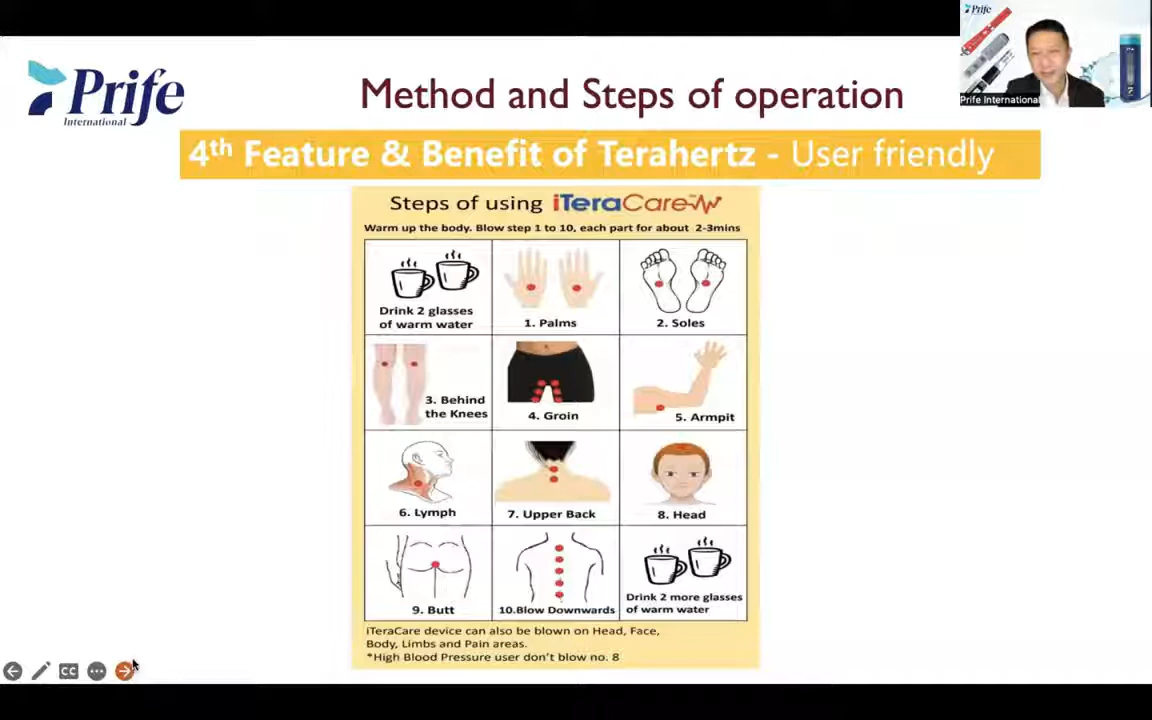 Prife
International
Method and Steps of operation
Prife
Prife International
4th Feature & Benefit of Terahertz - User friendly
Steps of using iTeraCare
Warm up the body. Blow step 1 to 10, each part for about 2-3mins
Drink 2 glasses
of warm water
1. Palms
2. Soles
3. Behind
the Knees
4. Groin
5. Armpit
6. Lymph
7. Upper Back
8. Head
9. Butt
10.Blow Downwards
Drink 2 more glasses
of warm water
iTeraCare device can also be blown on Head, Face,
Body, Limbs and Pain areas.
*High Blood Pressure user don't blow no. 8
CC